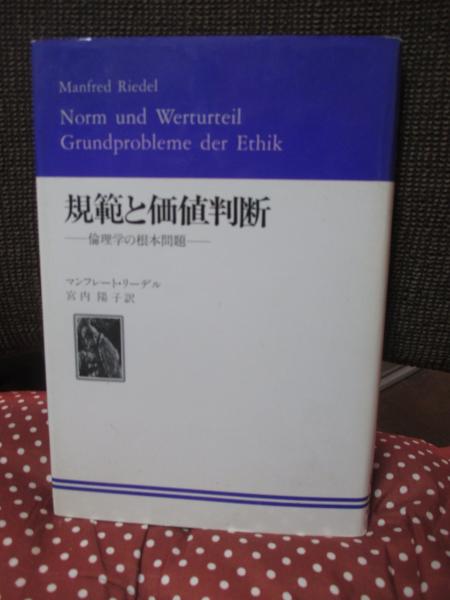 Manfred Riedel
Norm und Werturteil
Grundprobleme der Ethik
規範と価値判断
——倫理学の根本問題——
マンフレート・リーデル
宮内陽子訳